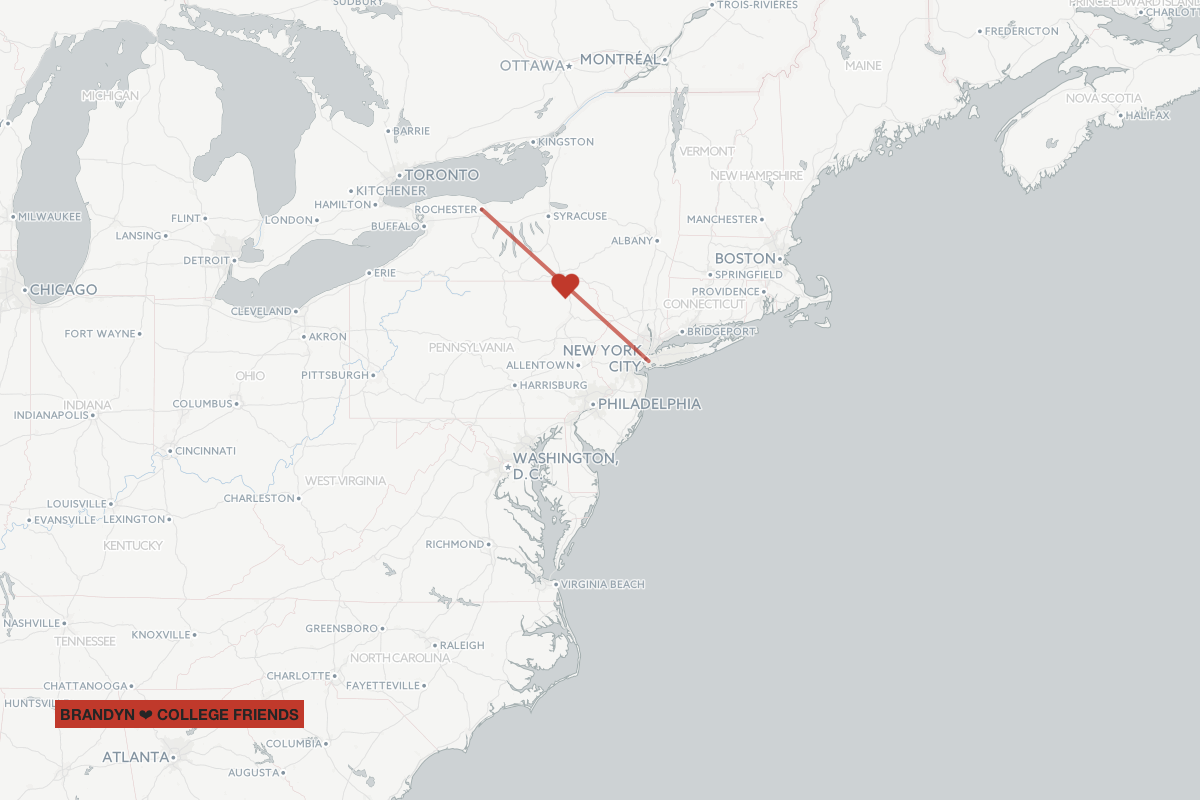 SUDBURY
TROIS-RIVIÈRES
PRINCE EDWARD ISLAND
CHARLOTT
FREDERICTON
OTTAWA
MONTRÉAL
MAINE
MICHIGAN
NOVA SCOTIA
HALIFAX
BARRIE
KINGSTON
VERMONT
TORONTO
NEW HAMPSHIRE
KITCHENER
HAMILTON
ROCHESTER
MILWAUKEE
FLINT
LONDON
BUFFALO
SYRACUSE
MANCHESTER
LANSING
ALBANY
DETROIT
BOSTON
ERIE
SPRINGFIELD
CHICAGO
PROVIDENCE
CONNECTICUT
CLEVELAND
FORT WAYNE
AKRON
BRIDGEPORT
PENNSYLVANIA
NEW YORK
CITY
ALLENTOWN
OHIO
PITTSBURGH
HARRISBURG
INDIANA
COLUMBUS
PHILADELPHIA
INDIANAPOLIS
CINCINNATI
WASHINGTON,
D.C.
WEST VIRGINIA
CHARLESTON
LOUISVILLE
EVANSVILLE
LEXINGTON
KENTUCKY
RICHMOND
VIRGINIA BEACH
NASHVILLE
TENNESSEE
KNOXVILLE
GREENSBORO
RALEIGH
NORTH CAROLINA
CHARLOTTE
CHATTANOOGA
FAYETTEVILLE
HUNTSVIL
BRANDYN ❤ COLLEGE FRIENDS
COLUMBIA
ATLANTA
AUGUSTA